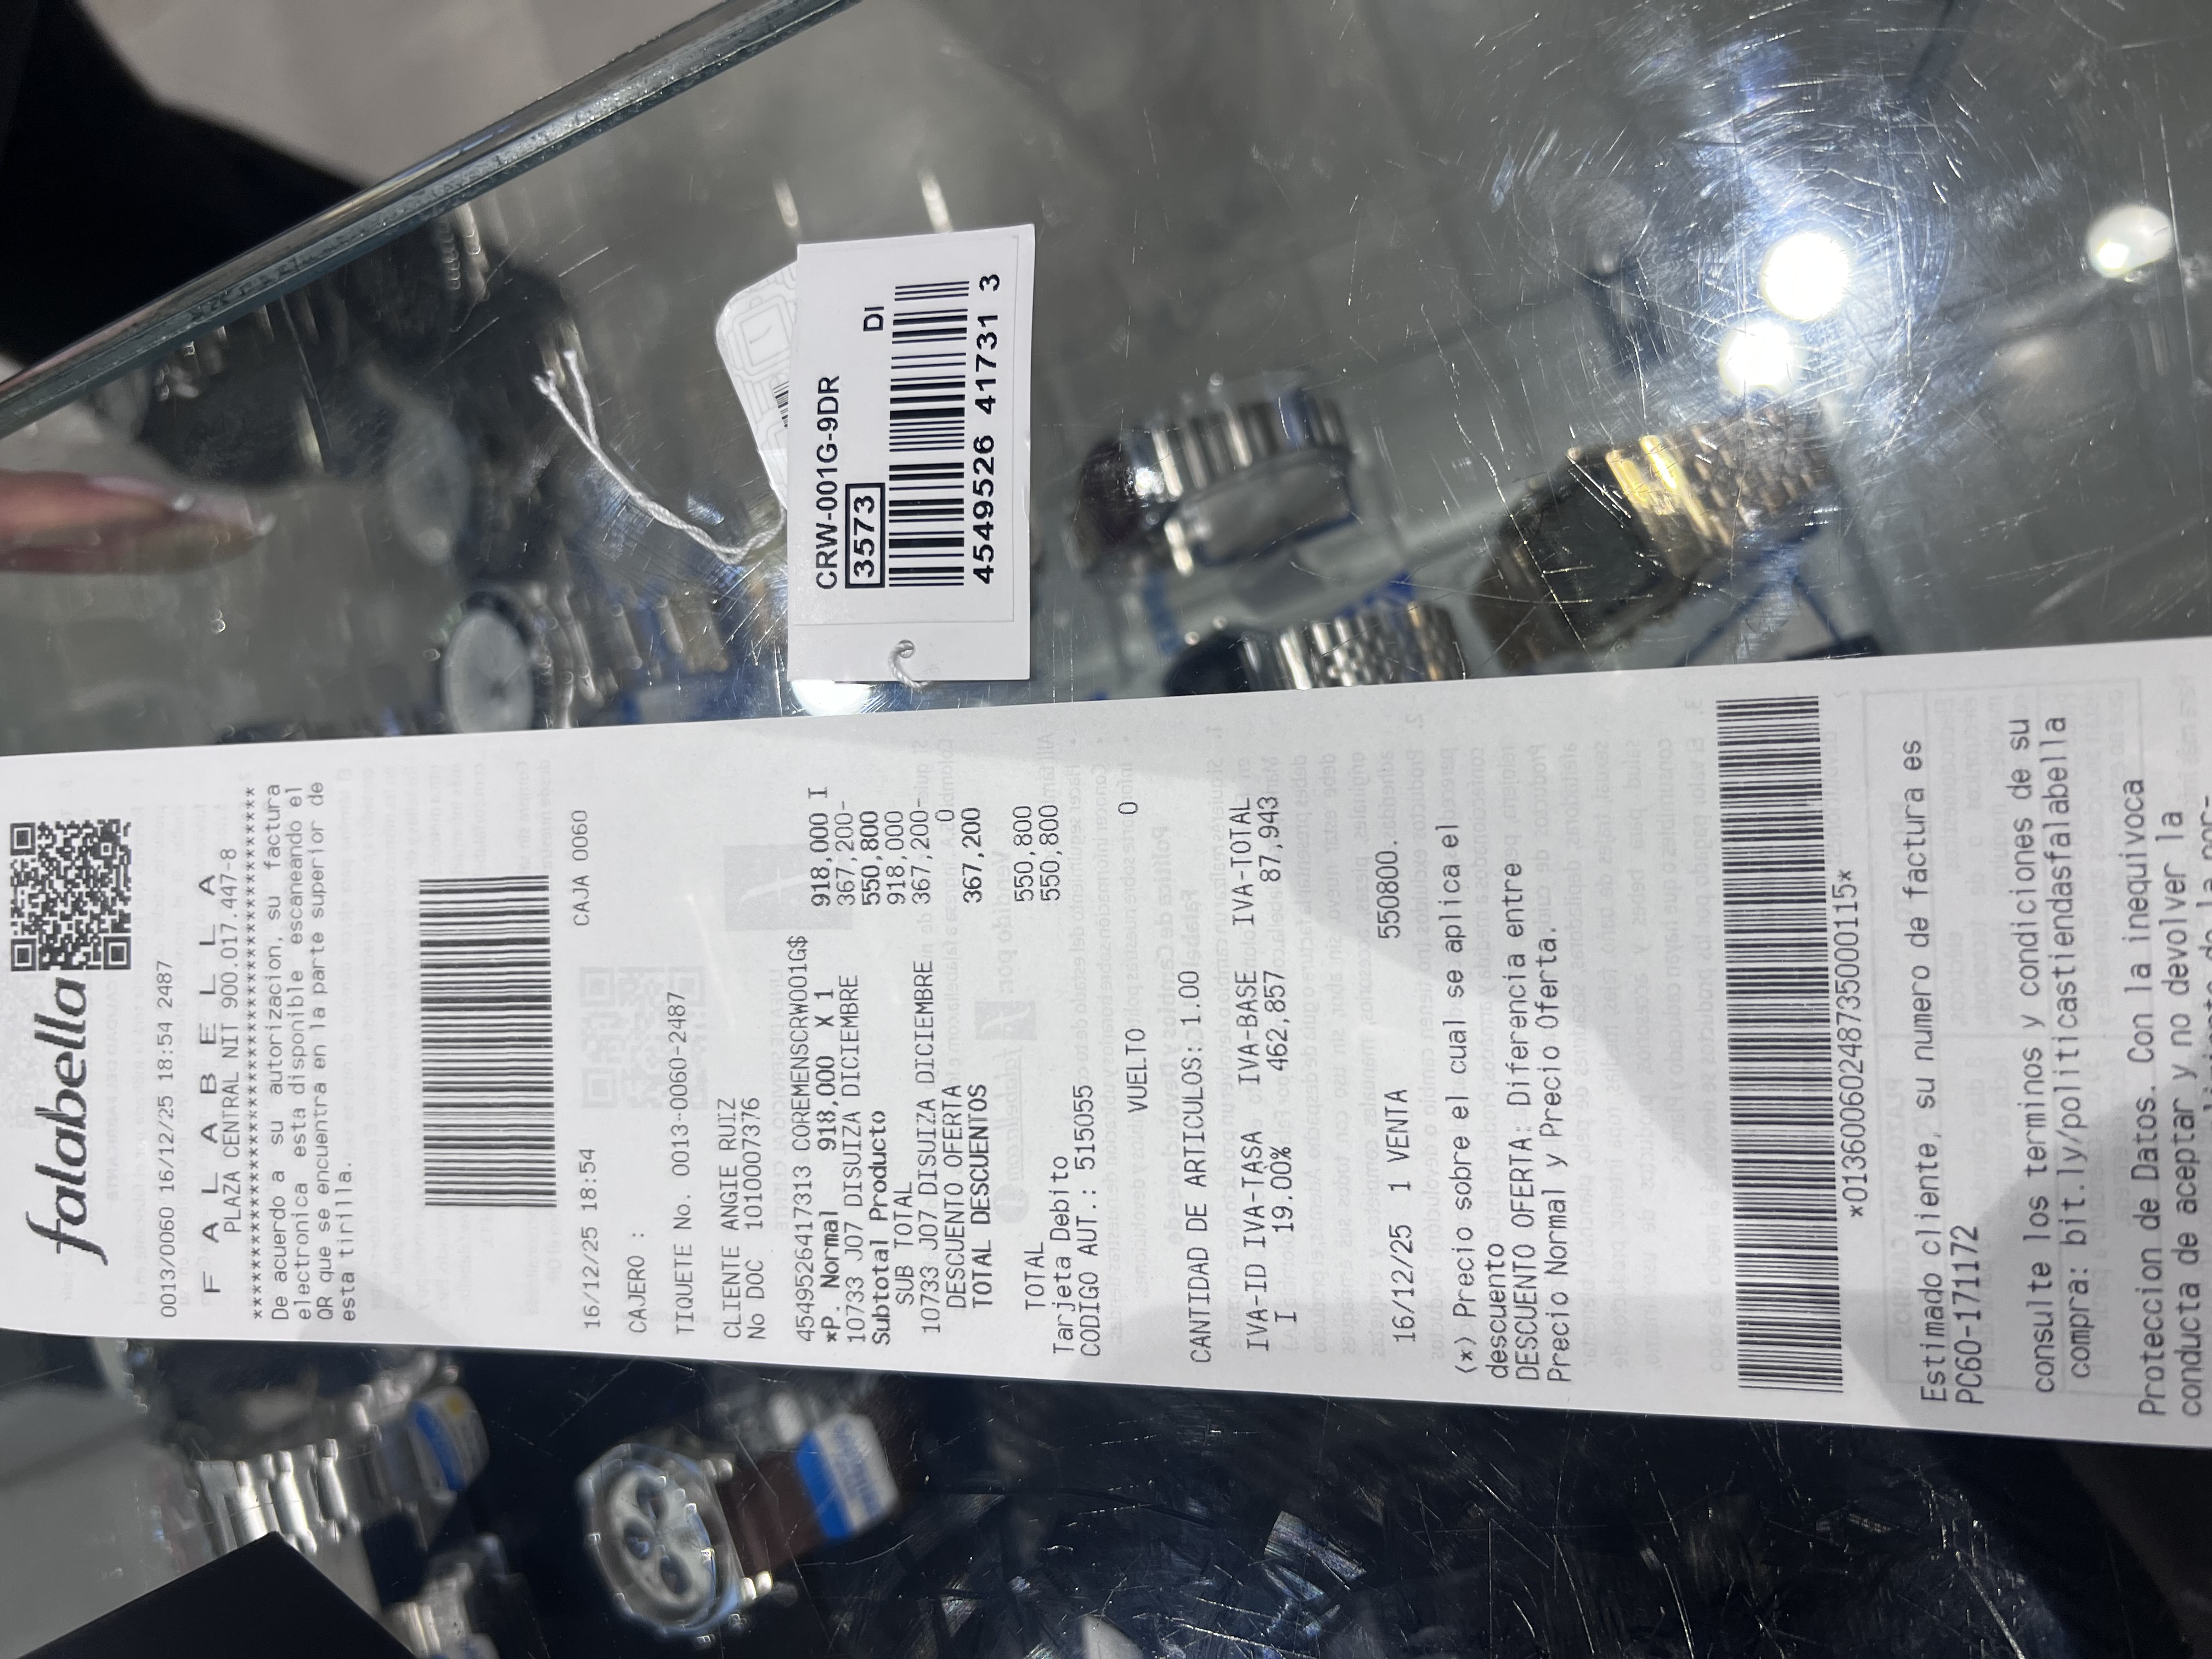 falabella
0013/0060 16/12/25 18:54 2487
F A L A B E L L A
PLAZA CENTRAL NIT 900.017.447-8
****************************************
De acuerdo a su autorizacion, su factura
electronica esta disponible escaneando el
QR que se encuentra en la parte superior de
esta tirilla.
16/12/25 18:54 CAJA 0060
CAJERO :
TIQUETE No. 0013-0060-2487
CLIENTE ANGIE RUIZ
No DOC 1010007376
4549526417313 COREMENSCRW001G$ 918,000 I
*P. Normal 918,000 X 1
10733 J07 DISUIZA DICIEMBRE 367,200-
Subtotal Producto 550,800
SUB TOTAL 918,000
10733 J07 DISUIZA DICIEMBRE 367,200-
DESCUENTO OFERTA 0
TOTAL DESCUENTOS 367,200
TOTAL 550,800
Tarjeta Debito 550,800
CODIGO AUT.: 515055
VUELTO 0
CANTIDAD DE ARTICULOS: 1.00
IVA-ID IVA-TASA IVA-BASE IVA-TOTAL
I 19.00% 462,857 87,943
16/12/25 1 VENTA 550800.
(*) Precio sobre el cual se aplica el
descuento
DESCUENTO OFERTA: Diferencia entre
Precio Normal y Precio Oferta.
*013600602487350001115*
Estimado cliente, su numero de factura es
PC60-171172
consulte los terminos y condiciones de su
compra: bit.ly/politicastiendasfalabella
Proteccion de Datos. Con la inequivoca
conducta de aceptar y no devolver la
CRW-001G-9DR
3573 DI
4549526 41731 3